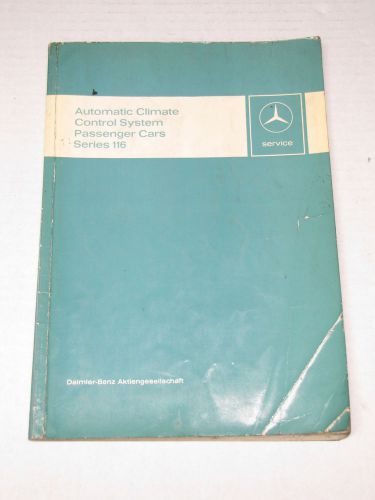 Automatic Climate
Control System
Passenger Cars
Series 116
service
Daimler-Benz Aktiengesellschaft